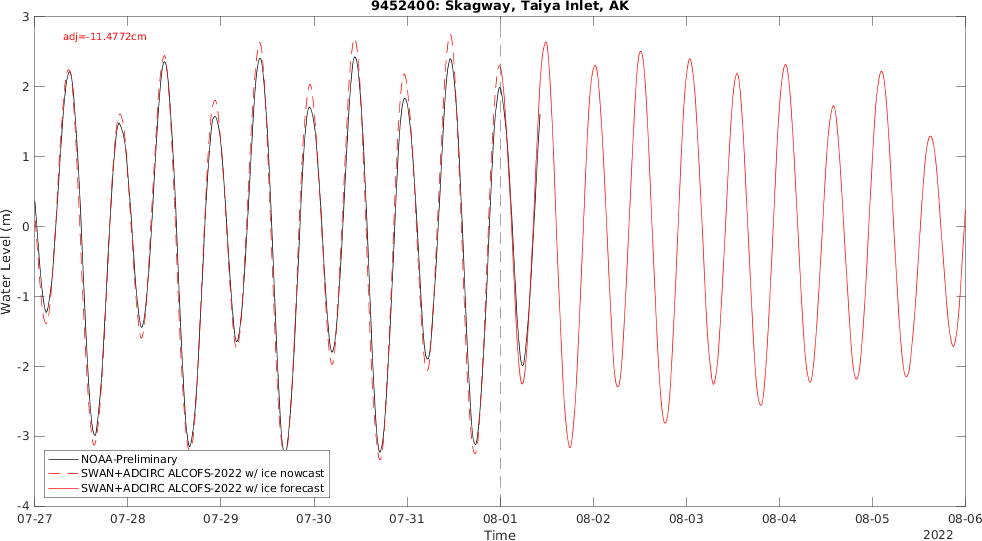 9452400: Skagway, Taiya Inlet, AK
adj=-11.4772cm
Water Level (m)
3
2
1
0
-1
-2
-3
-4
NOAA-Preliminary
SWAN+ADCIRC ALCOFS-2022 w/ ice nowcast
SWAN+ADCIRC ALCOFS-2022 w/ ice forecast
07-27 07-28 07-29 07-30 07-31 08-01 08-02 08-03 08-04 08-05 08-06
Time
2022